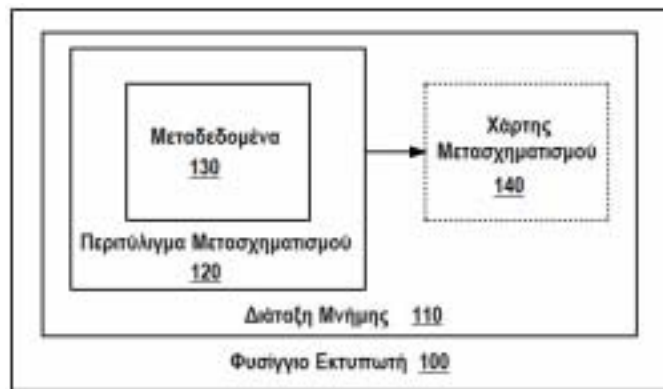 Μεταδεδομένα
130
Περιτύλιγμα Μετασχηματισμού
120
Χάρτης
Μετασχηματισμού
140
Διάταξη Μνήμης 110
Φυσίγγιο Εκτυπωτή 100